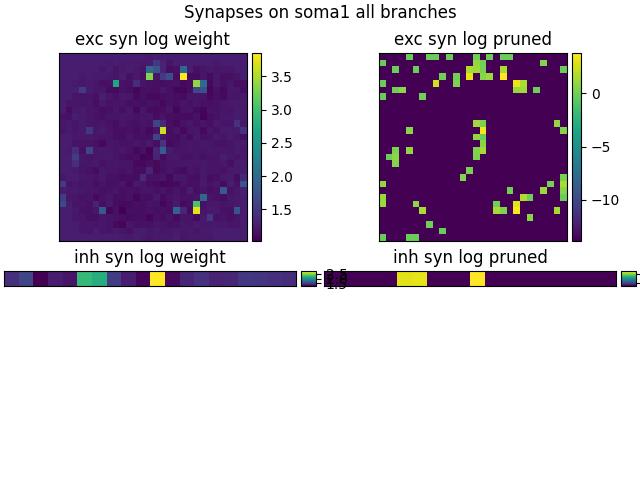 Synapses on soma1 all branches
exc syn log weight
exc syn log pruned
3.5
3.0
2.5
2.0
1.5
0
−5
−10
inh syn log weight
inh syn log pruned